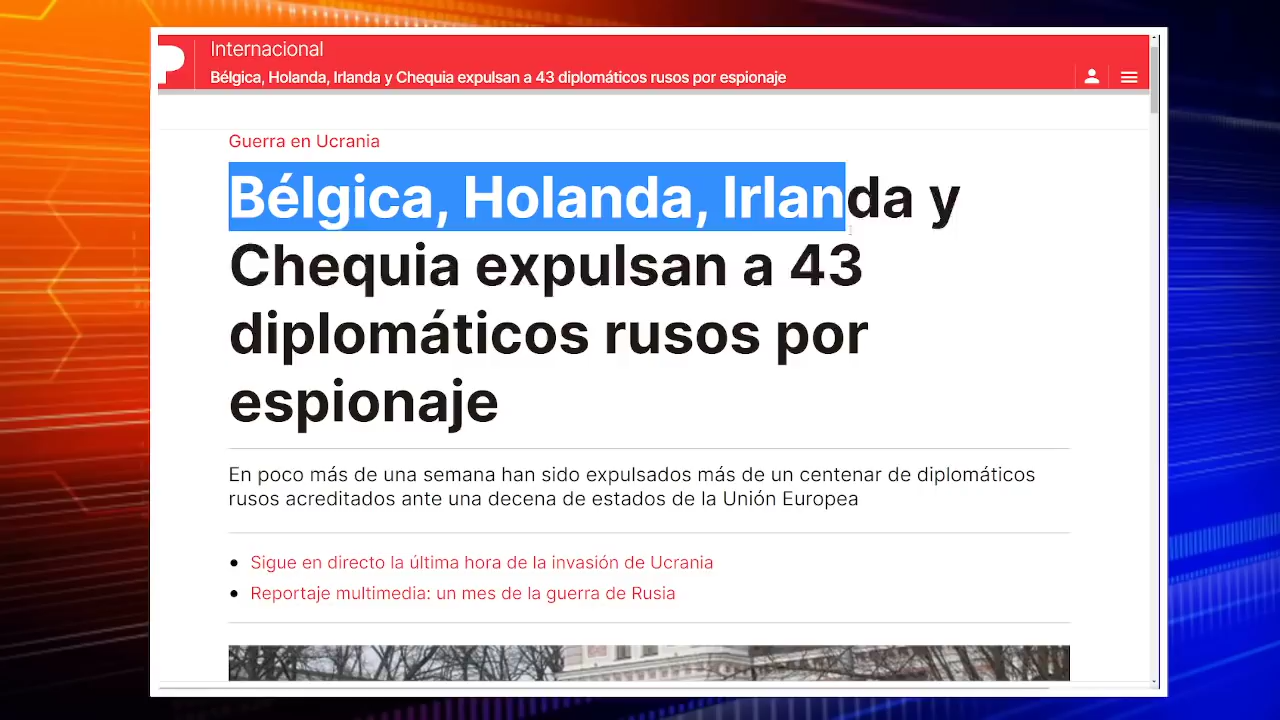 P
Internacional
Bélgica, Holanda, Irlanda y Chequia expulsan a 43 diplomáticos rusos por espionaje
Guerra en Ucrania
Bélgica, Holanda, Irlanda y
Chequia expulsan a 43
diplomáticos rusos por
espionaje
En poco más de una semana han sido expulsados más de un centenar de diplomáticos
rusos acreditados ante una decena de estados de la Unión Europea
Sigue en directo la última hora de la invasión de Ucrania
Reportaje multimedia: un mes de la guerra de Rusia